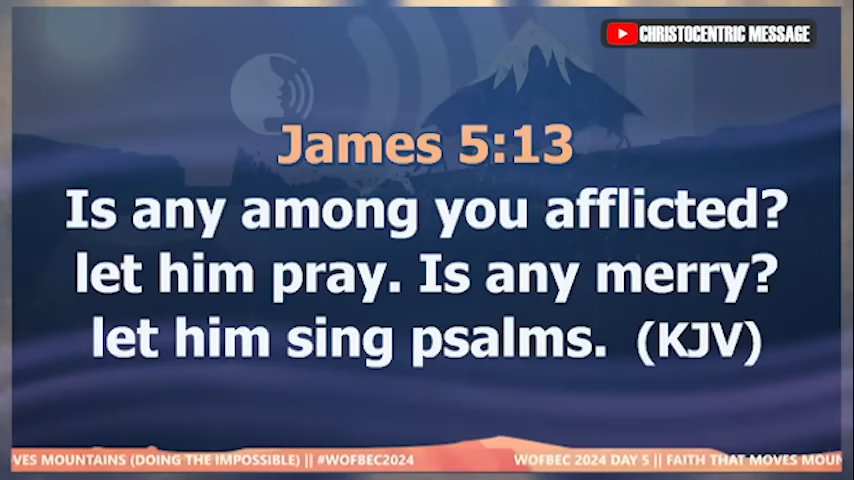 CHRISTOCENTRIC MESSAGE
James 5:13
Is any among you afflicted?
let him pray. Is any merry?
let him sing psalms. (KJV)
VES MOUNTAINS (DOING THE IMPOSSIBLE) || #WOFBEC2024 WOFBEC 2024 DAY 5 || FAITH THAT MOVES MOUN